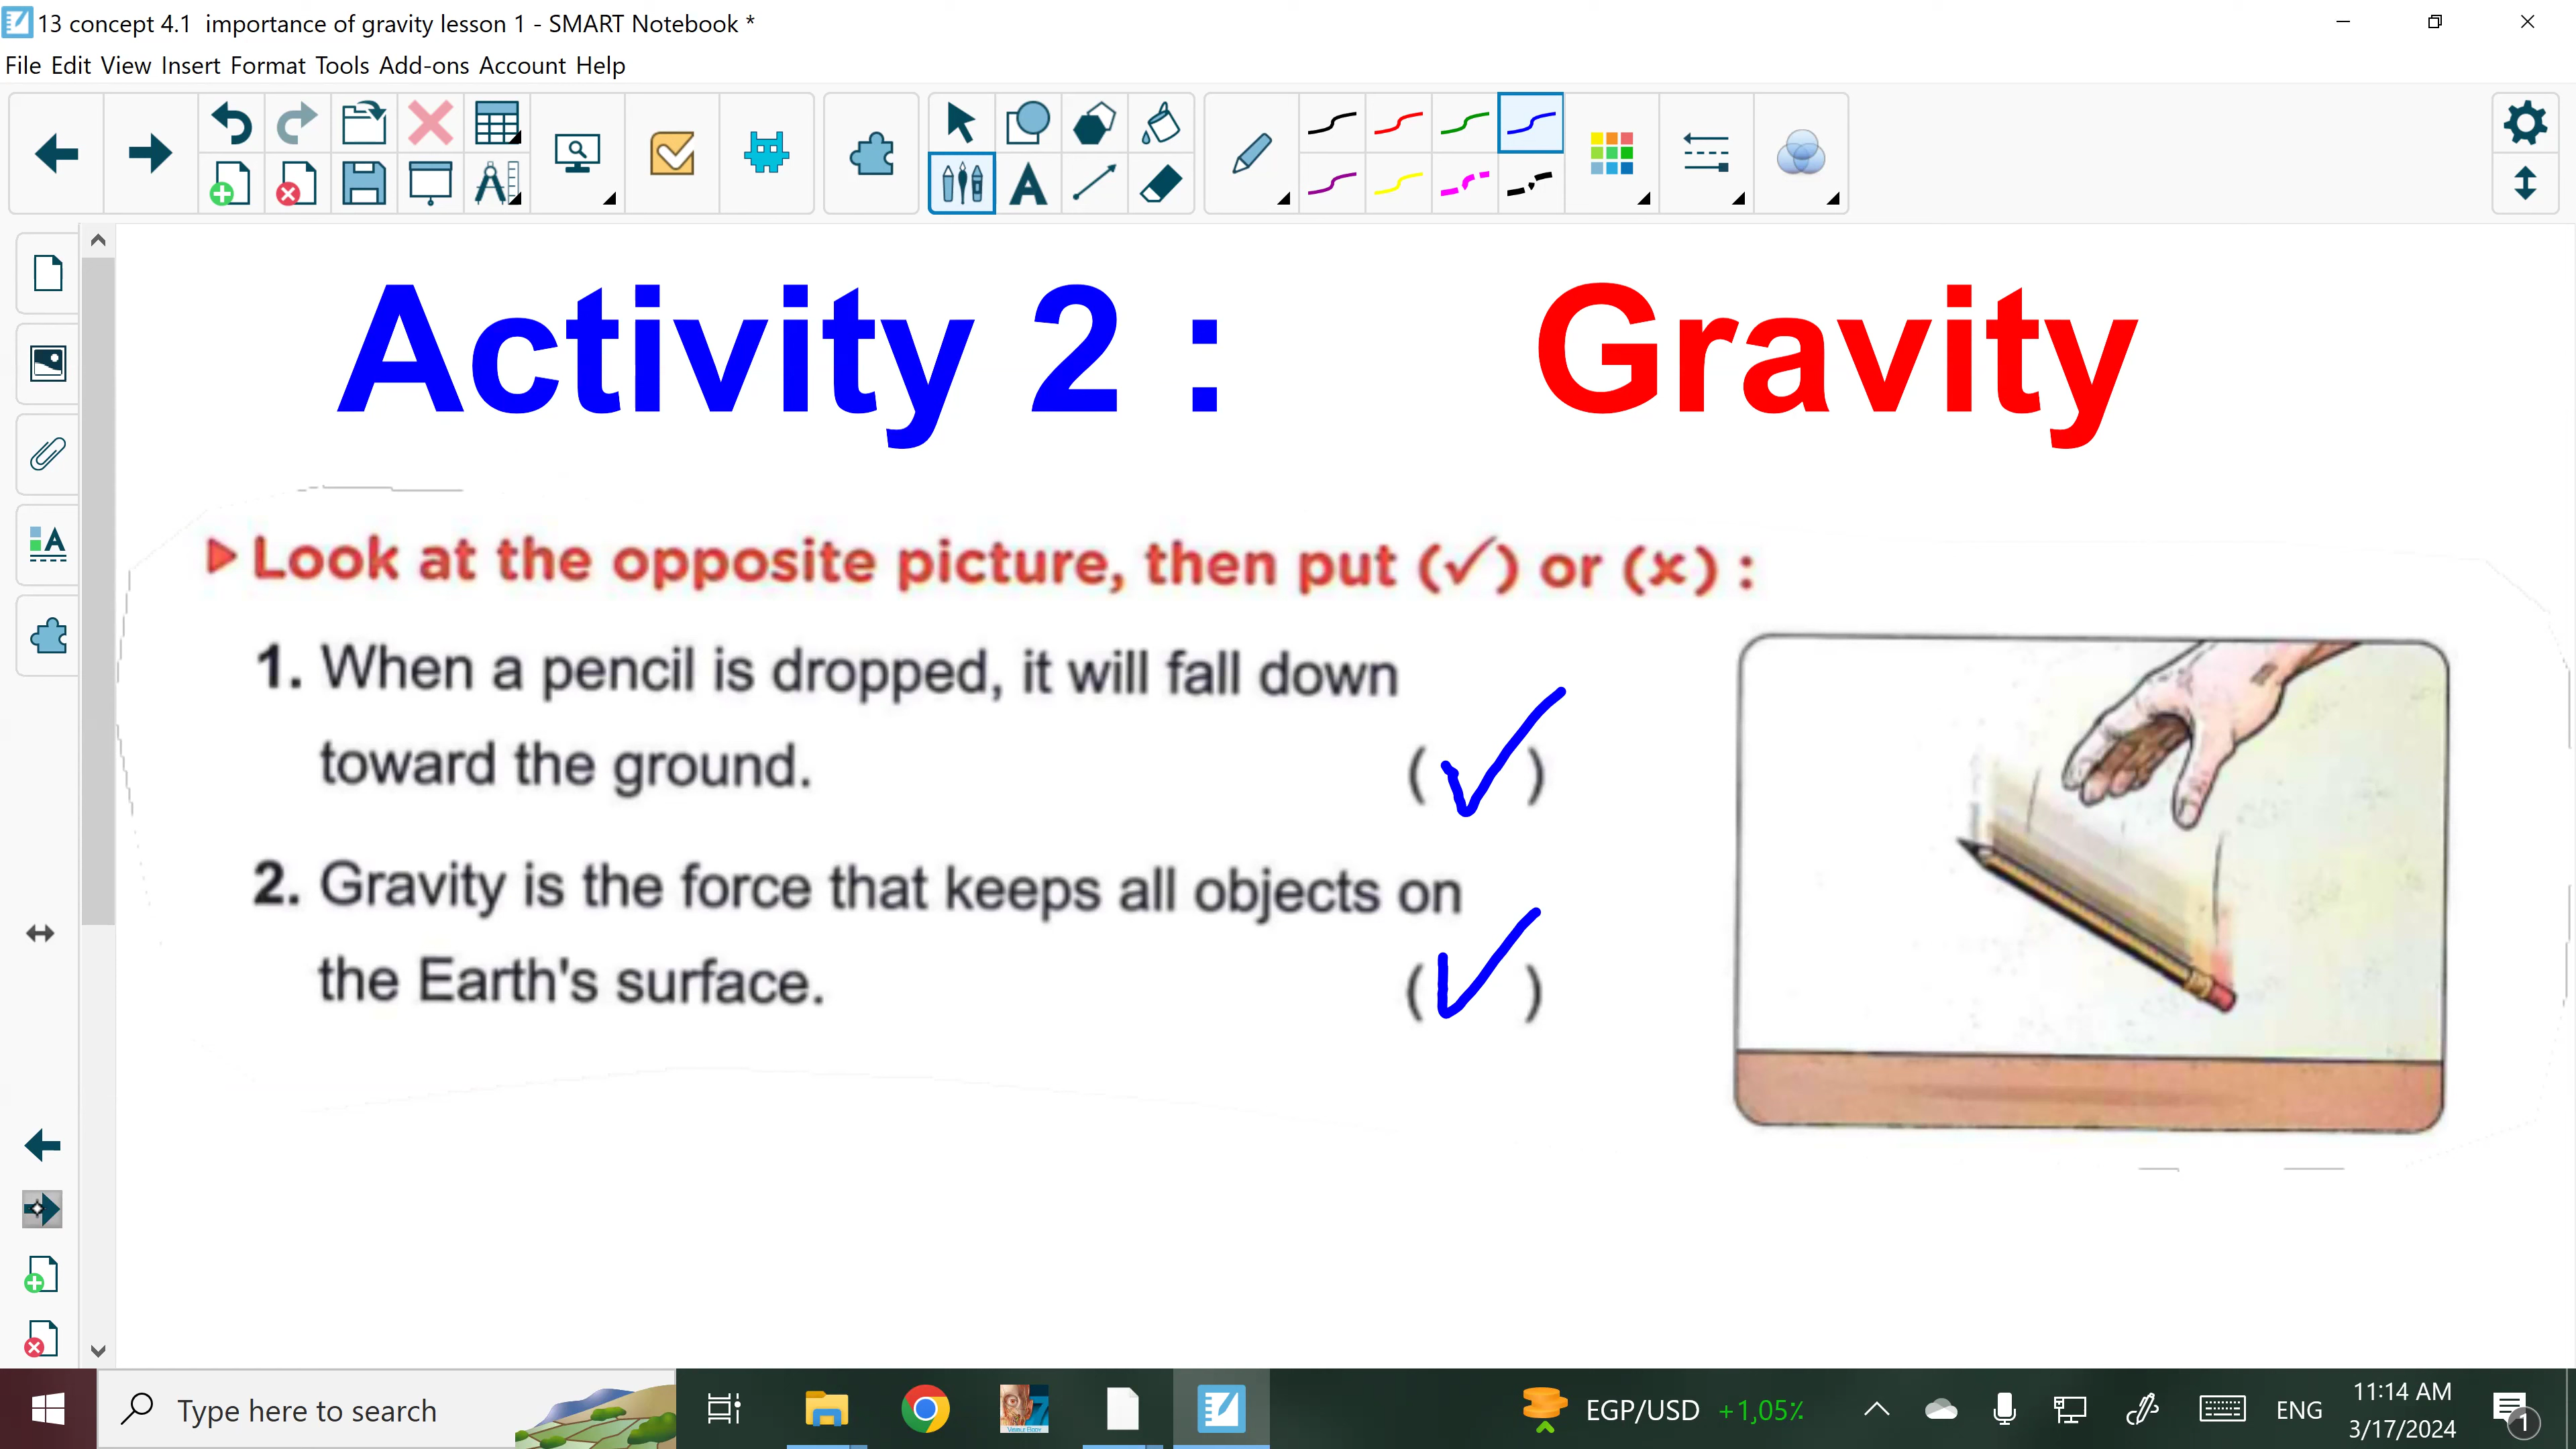 13 concept 4.1 importance of gravity lesson 1 - SMART Notebook *
File Edit View Insert Format Tools Add-ons Account Help
Activity 2 : Gravity
Look at the opposite picture, then put (✓) or (×) :
1. When a pencil is dropped, it will fall down
toward the ground. (✓)
2. Gravity is the force that keeps all objects on
the Earth's surface. (✓)
Type here to search
EGP/USD +1,05%
ENG
11:14 AM
3/17/2024
1